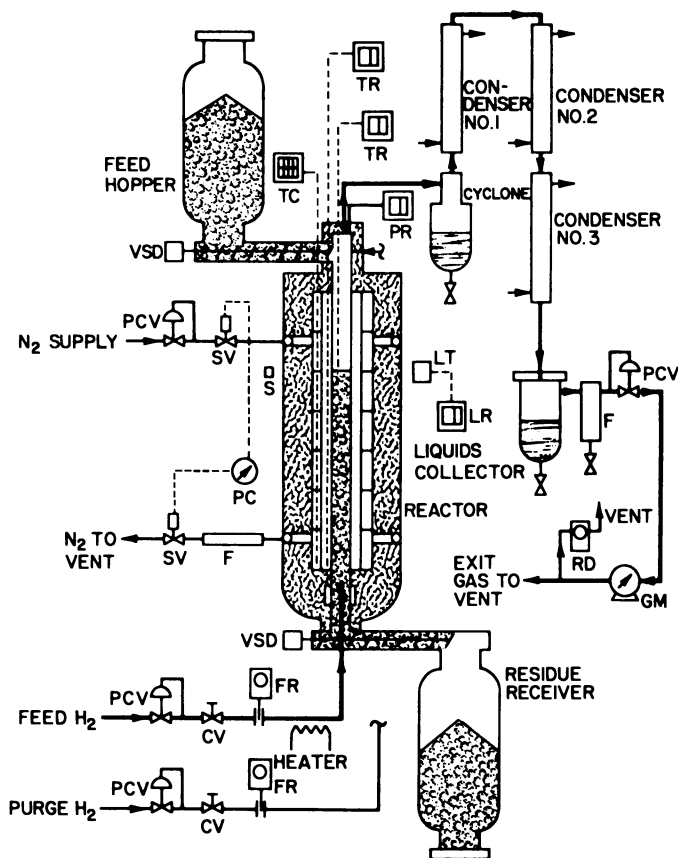 TR
CON-
DENSER
NO.1
CONDENSER
NO.2
TR
FEED
HOPPER
TC
CYCLONE
PR
CONDENSER
NO.3
VSD
PCV
N2 SUPPLY
SV
S
LT
LR
PCV
F
LIQUIDS
COLLECTOR
PC
REACTOR
N2 TO
VENT
SV
F
VENT
RD
EXIT
GAS TO
VENT
GM
VSD
RESIDUE
RECEIVER
PCV
FR
FEED H2
CV
HEATER
PCV
FR
PURGE H2
CV